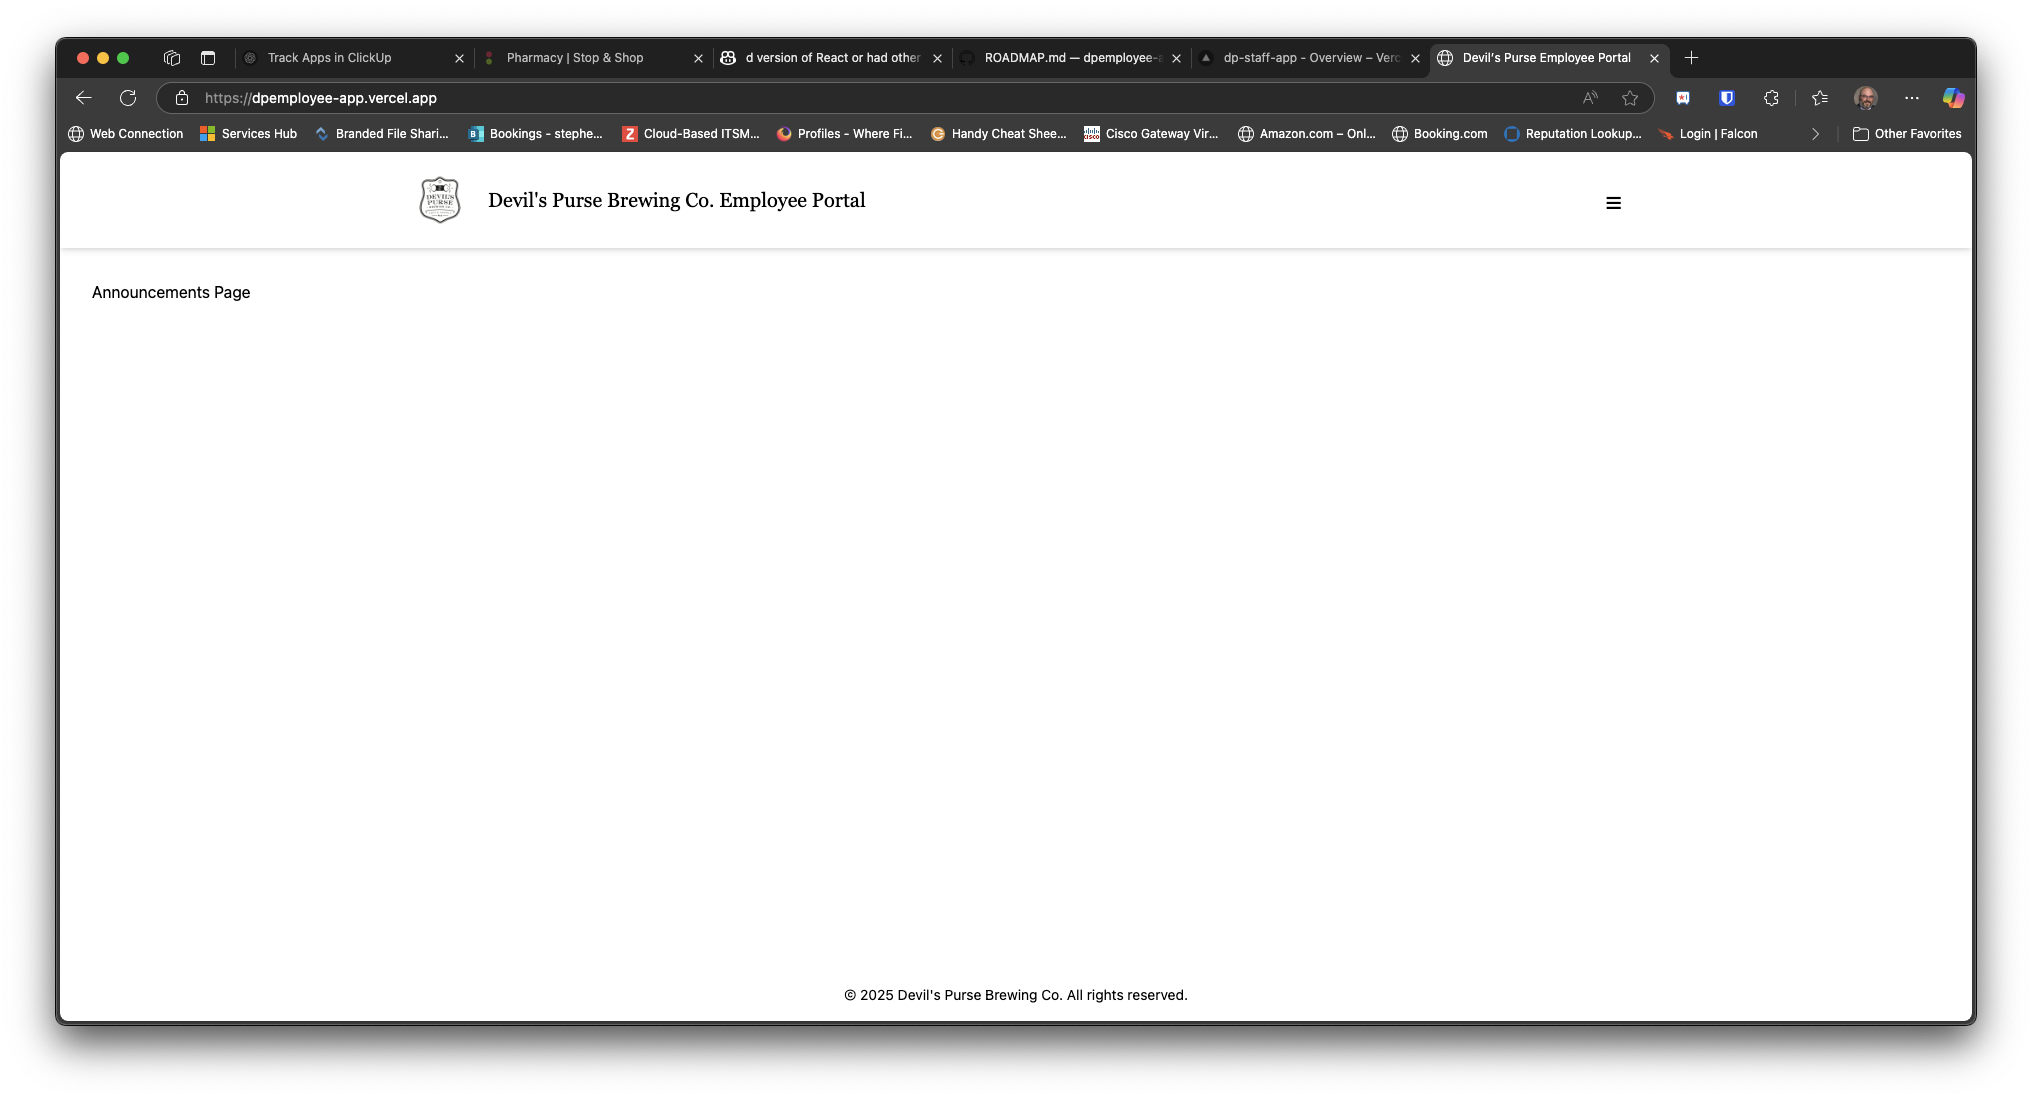 Track Apps in ClickUp
Pharmacy | Stop & Shop
d version of React or had other
ROADMAP.md — dpemployee-a
dp-staff-app - Overview – Verc
Devil's Purse Employee Portal
https://dpemployee-app.vercel.app
Web Connection
Services Hub
Branded File Shari...
Bookings - stephe...
Cloud-Based ITSM...
Profiles - Where Fi...
Handy Cheat Shee...
Cisco Gateway Vir...
Amazon.com – Onl...
Booking.com
Reputation Lookup...
Login | Falcon
Other Favorites
DEVIL'S
PURSE
Devil's Purse Brewing Co. Employee Portal
Announcements Page
© 2025 Devil's Purse Brewing Co. All rights reserved.